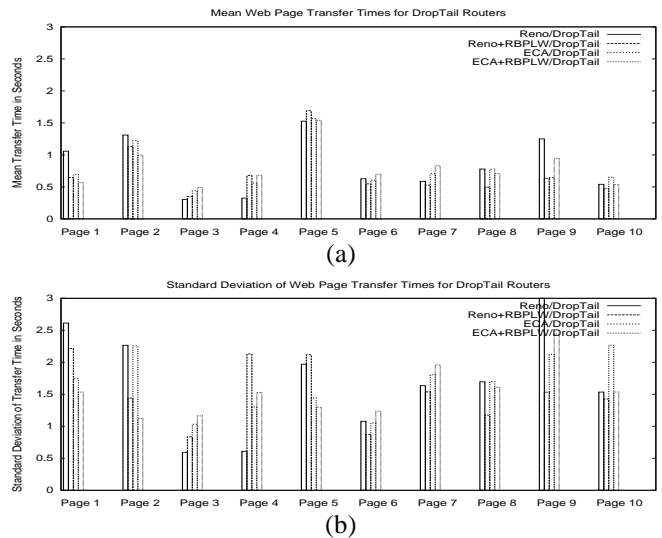 Mean Web Page Transfer Times for DropTail Routers
3
2.5
2
1.5
1
0.5
0
Mean Transfer Time in Seconds
Reno/DropTail
Reno+RBPLW/DropTail
ECA/DropTail
ECA+RBPLW/DropTail
Page 1 Page 2 Page 3 Page 4 Page 5 Page 6 Page 7 Page 8 Page 9 Page 10
(a)
Standard Deviation of Web Page Transfer Times for DropTail Routers
3
2.5
2
1.5
1
0.5
0
Standard Deviation of Transfer Time in Seconds
Reno/DropTail
Reno+RBPLW/DropTail
ECA/DropTail
ECA+RBPLW/DropTail
Page 1 Page 2 Page 3 Page 4 Page 5 Page 6 Page 7 Page 8 Page 9 Page 10
(b)